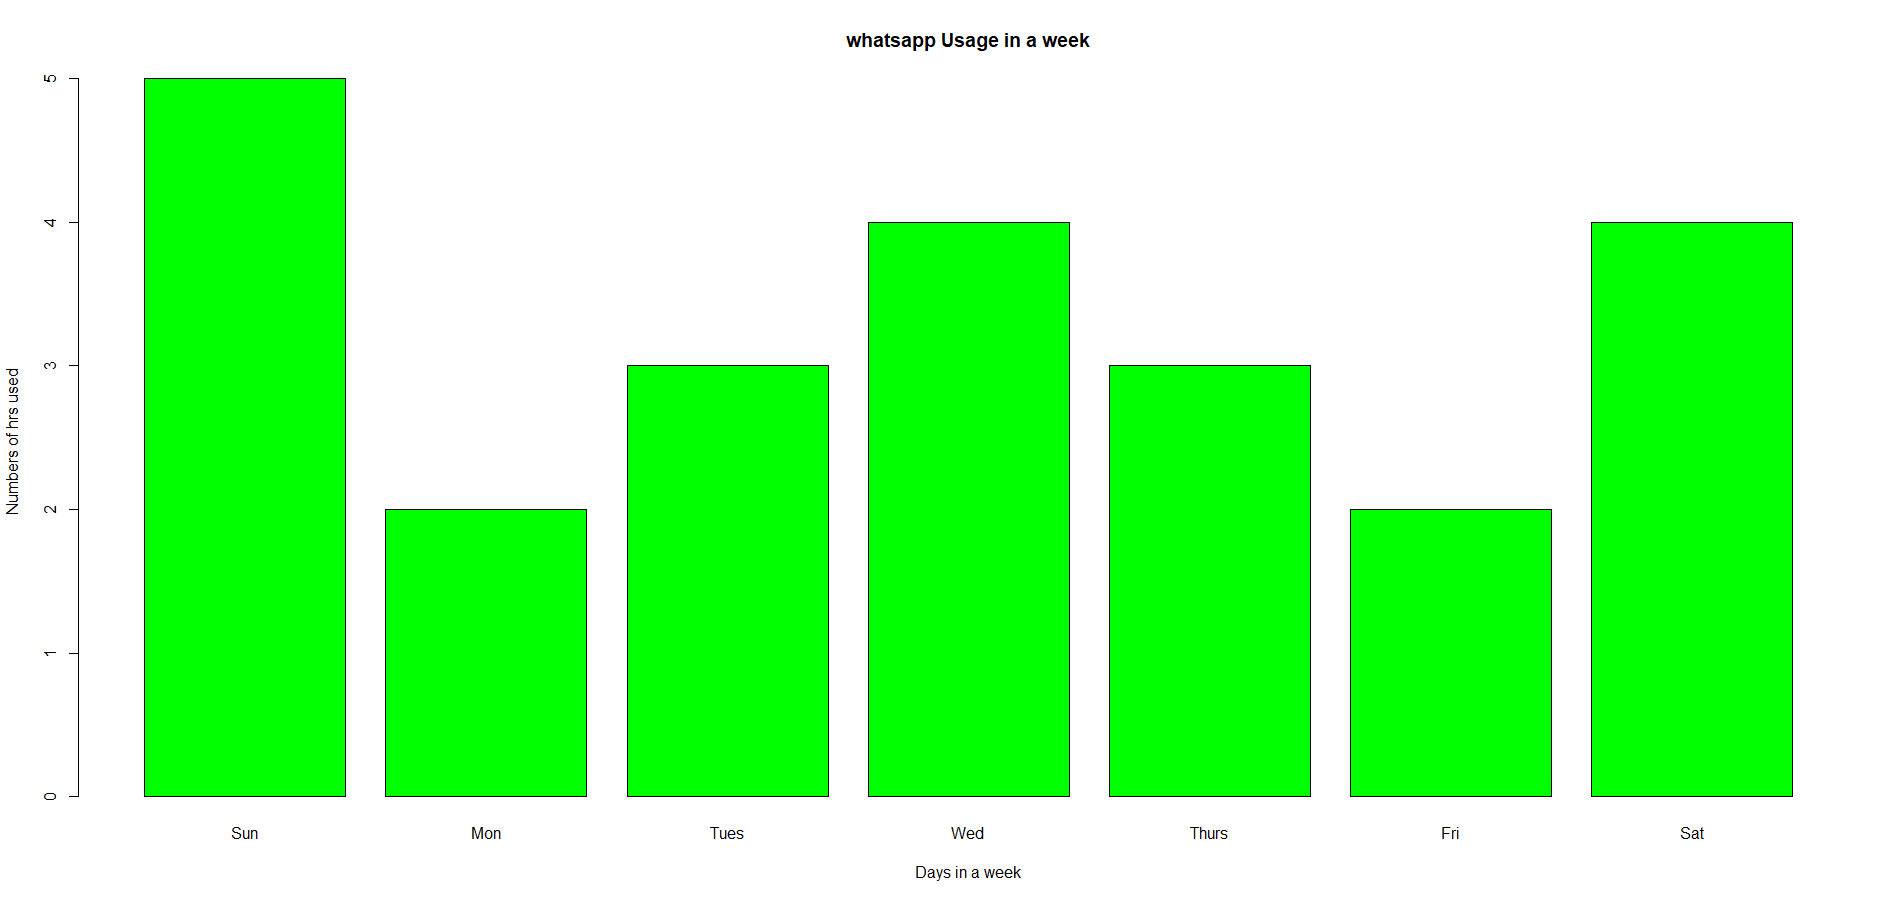 whatsapp Usage in a week
Numbers of hrs used
5
4
3
2
1
0
Sun Mon Tues Wed Thurs Fri Sat
Days in a week